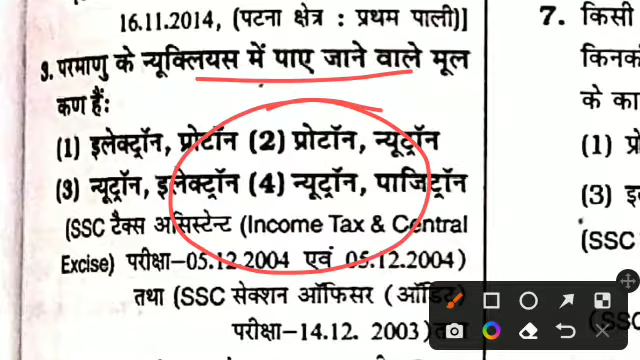 16.11.2014, (पटना क्षेत्र : प्रथम पाली)]
9. परमाणु के न्यूक्लियस में पाए जाने वाले मूल
कण हैं:
(1) इलेक्ट्रॉन, प्रोटॉन (2) प्रोटॉन, न्यूट्रॉन
(3) न्यूट्रॉन, इलेक्ट्रॉन (4) न्यूट्रॉन, पाजिट्रॉन
(SSC टैक्स असिस्टेन्ट (Income Tax & Central
Excise) परीक्षा–05.12.2004 एवं 05.12.2004)
तथा (SSC सेक्शन ऑफिसर (ऑडिट)
परीक्षा–14.12. 2003)
7. किसी
के का
(1)
(3)
(SSC